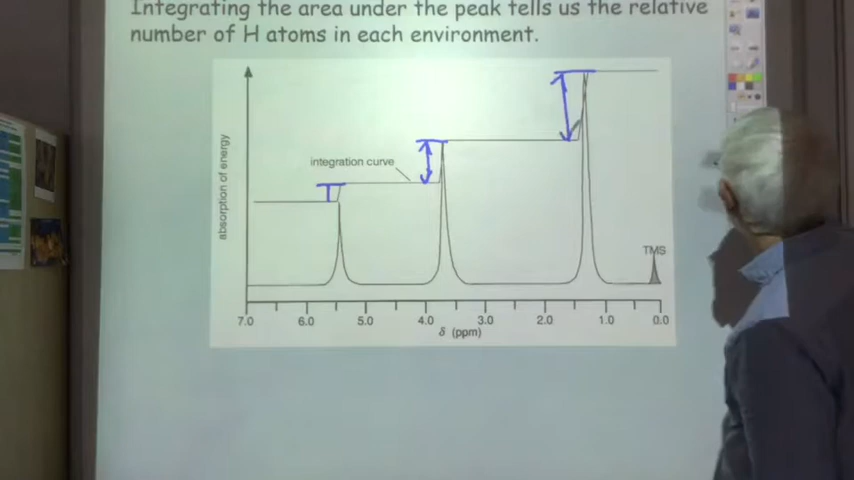 Integrating the area under the peak tells us the relative
number of H atoms in each environment.
absorption of energy
integration curve
TMS
7.0 6.0 5.0 4.0 3.0 2.0 1.0 0.0
δ (ppm)